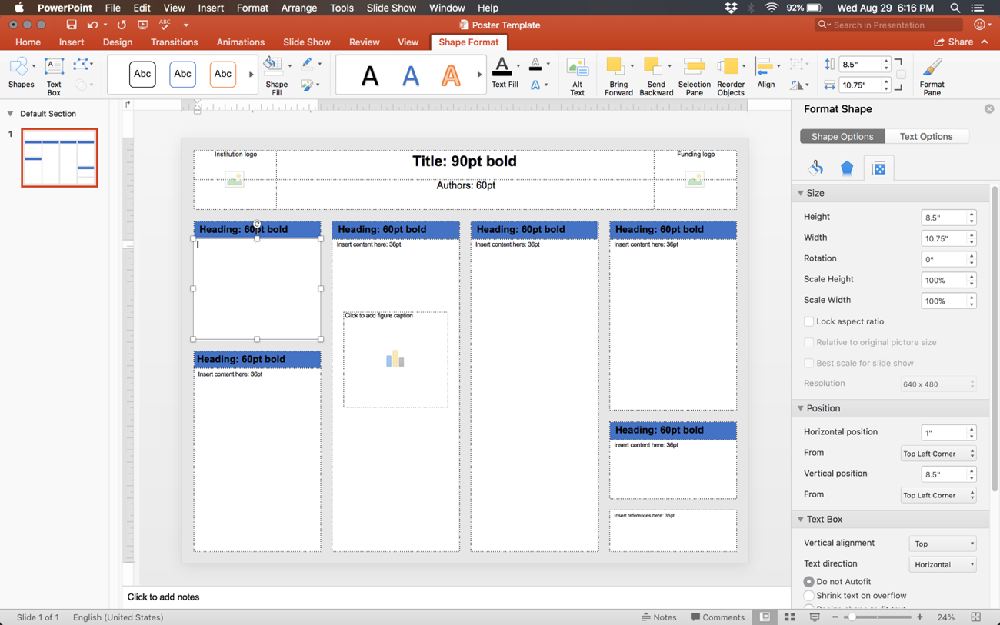 PowerPoint File Edit View Insert Format Arrange Tools Slide Show Window Help 92% Wed Aug 29 6:16 PM
ABC Poster Template Search in Presentation
Home Insert Design Transitions Animations Slide Show Review View Shape Format Share
Abc Abc Abc A A A A A 8.5"
Shapes Text Box Shape Fill Text Fill A Alt Text Bring Forward Send Backward Selection Pane Reorder Objects Align 10.75" Format Pane
Default Section
1
Institution logo
Title: 90pt bold
Funding logo
Authors: 60pt
Heading: 60pt bold
Heading: 60pt bold
Insert content here: 36pt
Heading: 60pt bold
Insert content here: 36pt
Click to add figure caption
Heading: 60pt bold
Insert content here: 36pt
Heading: 60pt bold
Insert content here: 36pt
Heading: 60pt bold
Insert content here: 36pt
Insert references here: 36pt
Click to add notes
Format Shape
Shape Options Text Options
Size
Height 8.5"
Width 10.75"
Rotation 0°
Scale Height 100%
Scale Width 100%
Lock aspect ratio
Relative to original picture size
Best scale for slide show
Resolution 640 x 480
Position
Horizontal position 1"
From Top Left Corner
Vertical position 8.5"
From Top Left Corner
Text Box
Vertical alignment Top
Text direction Horizontal
Do not Autofit
Shrink text on overflow
Slide 1 of 1 English (United States) Notes Comments 24%